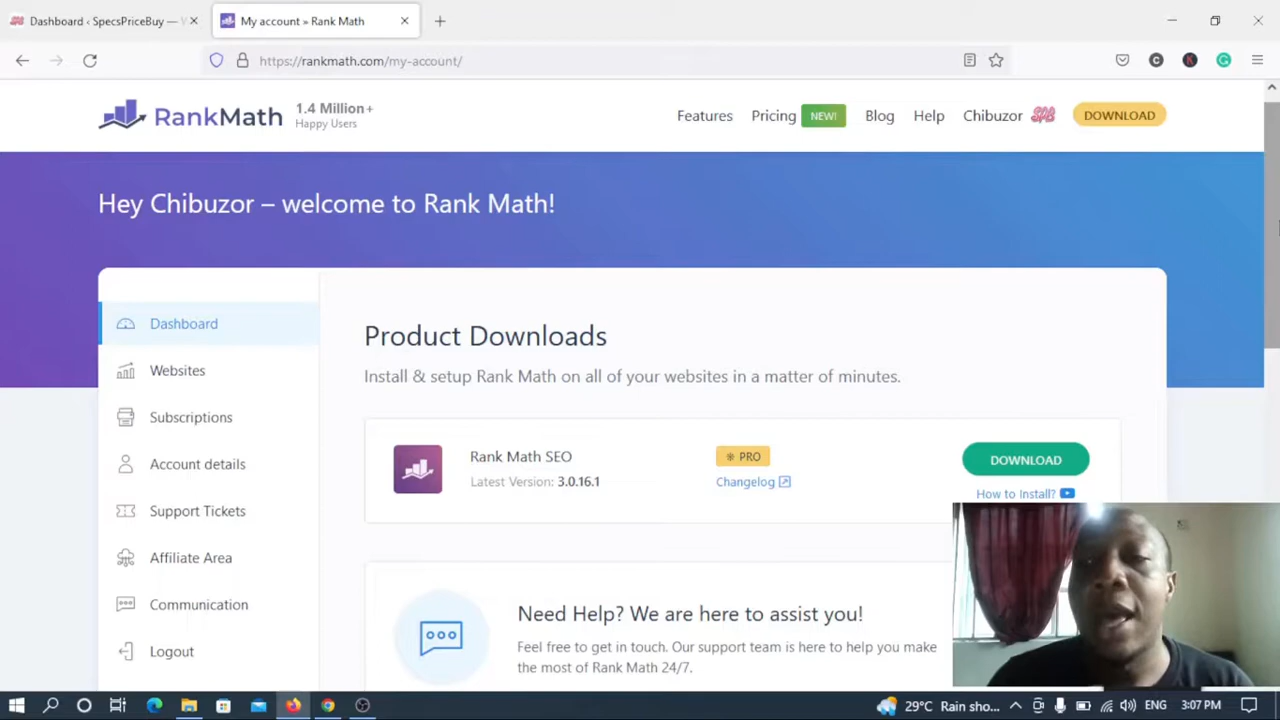 Dashboard ‹ SpecsPriceBuy —
My account » Rank Math
https://rankmath.com/my-account/
RankMath
1.4 Million+
Happy Users
Features
Pricing
NEW!
Blog
Help
Chibuzor
SPB
DOWNLOAD
Hey Chibuzor – welcome to Rank Math!
Dashboard
Websites
Subscriptions
Account details
Support Tickets
Affiliate Area
Communication
Logout
Product Downloads
Install & setup Rank Math on all of your websites in a matter of minutes.
Rank Math SEO
Latest Version: 3.0.16.1
PRO
Changelog
DOWNLOAD
How to Install?
Need Help? We are here to assist you!
Feel free to get in touch. Our support team is here to help you make
the most of Rank Math 24/7.
29°C Rain sho...
ENG
3:07 PM